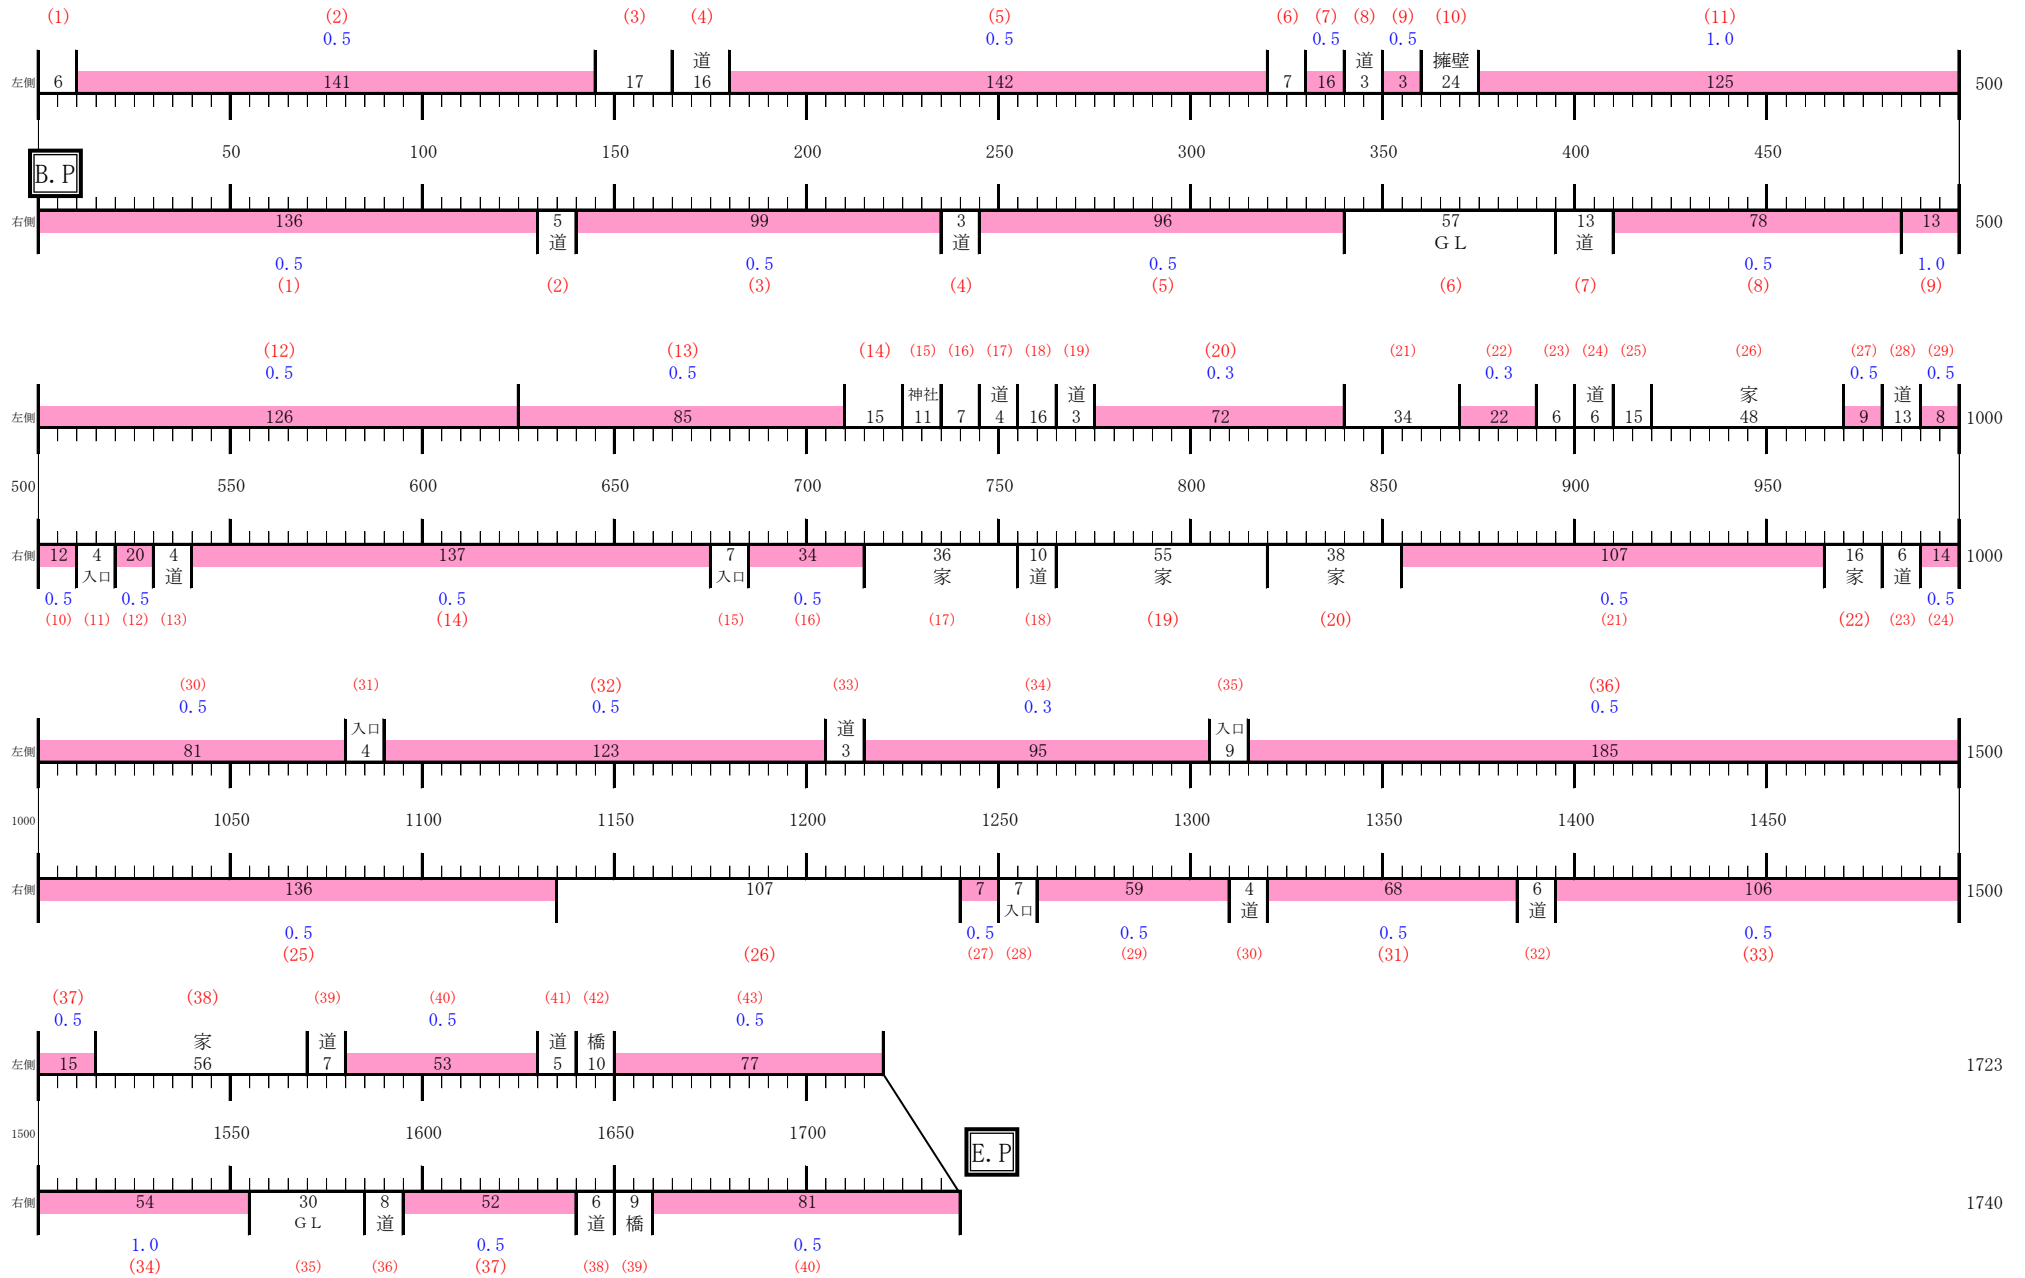 (1) (2) (3) (4) (5) (6) (7) (8) (9) (10) (11)
0.5 0.5 0.5 0.5 1.0
道 道 擁壁
左側 6 141 17 16 142 7 16 3 3 24 125 500
50 100 150 200 250 300 350 400 450
B.P
右側 136 5 99 3 96 57 13 78 13 500
道 道 GL 道
0.5 0.5 0.5 0.5 1.0
(1) (2) (3) (4) (5) (6) (7) (8) (9)
(12) (13) (14) (15) (16) (17) (18) (19) (20) (21) (22) (23) (24) (25) (26) (27) (28) (29)
0.5 0.5 0.3 0.3 0.5 0.5
神社 道 道 道 家 道
左側 126 85 15 11 7 4 16 3 72 34 22 6 6 15 48 9 13 8 1000
500 550 600 650 700 750 800 850 900 950
右側 12 4 20 4 137 7 34 36 10 55 38 107 16 6 14 1000
入口 道 入口 家 道 家 家 家 道
0.5 0.5 0.5 0.5 0.5 0.5
(10) (11) (12) (13) (14) (15) (16) (17) (18) (19) (20) (21) (22) (23) (24)
(30) (31) (32) (33) (34) (35) (36)
0.5 0.5 0.3 0.5
入口 道 入口
左側 81 4 123 3 95 9 185 1500
1000 1050 1100 1150 1200 1250 1300 1350 1400 1450
右側 136 107 7 7 59 4 68 6 106 1500
入口 道 道
0.5 0.5 0.5 0.5 0.5
(25) (26) (27) (28) (29) (30) (31) (32) (33)
(37) (38) (39) (40) (41) (42) (43)
0.5 0.5 0.5
家 道 道 橋
左側 15 56 7 53 5 10 77 1723
1500 1550 1600 1650 1700
E.P
右側 54 30 8 52 6 9 81 1740
GL 道 道 橋
1.0 0.5 0.5
(34) (35) (36) (37) (38) (39) (40)